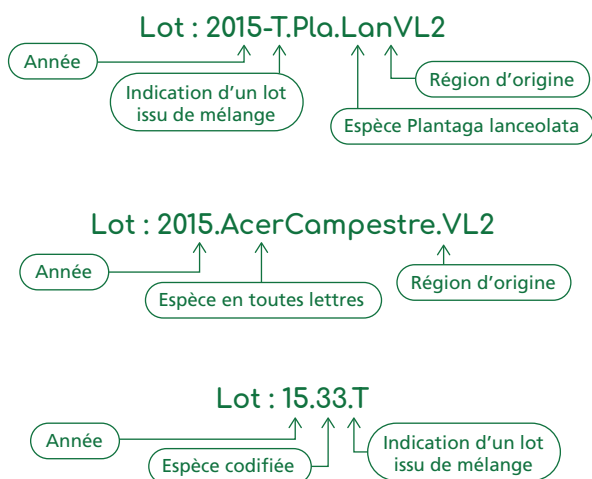 Lot : 2015-T.Pla.LanVL2
Année
Indication d'un lot
issu de mélange
Région d'origine
Espèce Plantaga lanceolata
Lot : 2015.AcerCampestre.VL2
Année
Espèce en toutes lettres
Région d'origine
Lot : 15.33.T
Année
Espèce codifiée
Indication d'un lot
issu de mélange